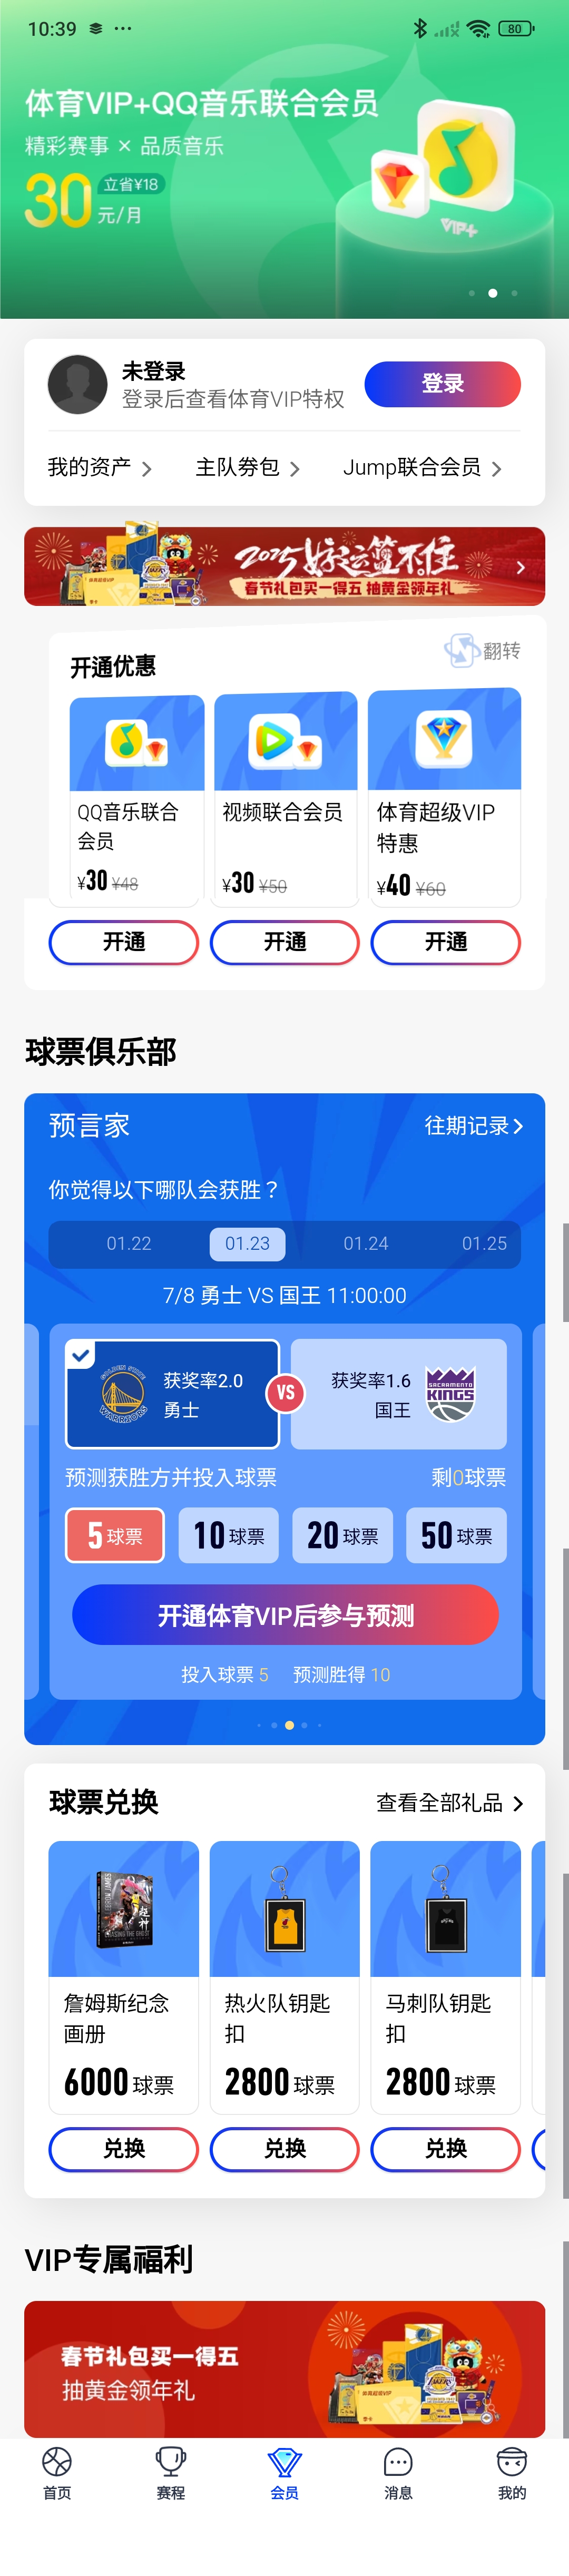 10:39
80
体育VIP+QQ音乐联合会员
精彩赛事 × 品质音乐
30 元/月 立省¥18
VIP+
未登录
登录后查看体育VIP特权
登录
我的资产
主队券包
Jump联合会员
2025好运篮不住
春节礼包买一得五 抽黄金领年礼
开通优惠
翻转
QQ音乐联合会员
¥30 ¥48
开通
视频联合会员
¥30 ¥50
开通
体育超级VIP特惠
¥40 ¥60
开通
球票俱乐部
预言家
往期记录
你觉得以下哪队会获胜？
01.22 01.23 01.24 01.25
7/8 勇士 VS 国王 11:00:00
GOLDEN STATE WARRIORS
获奖率2.0
勇士
VS
获奖率1.6
国王
SACRAMENTO KINGS
预测获胜方并投入球票
剩0球票
5球票
10球票
20球票
50球票
开通体育VIP后参与预测
投入球票 5 预测胜得 10
球票兑换
查看全部礼品
詹姆斯纪念画册
6000球票
兑换
热火队钥匙扣
2800球票
兑换
马刺队钥匙扣
2800球票
兑换
VIP专属福利
春节礼包买一得五
抽黄金领年礼
首页
赛程
会员
消息
我的